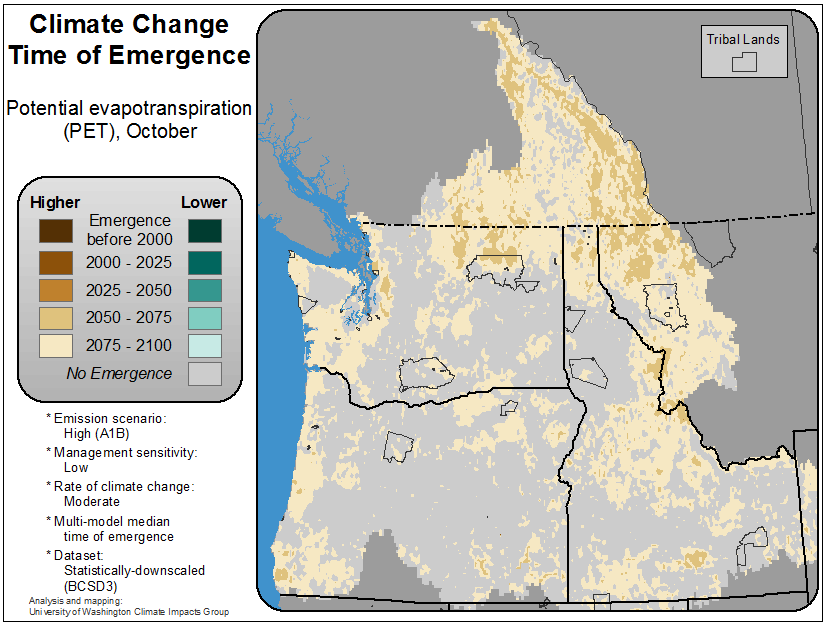 Climate Change
Time of Emergence
Potential evapotranspiration
(PET), October
Higher
Lower
Emergence
before 2000
2000 - 2025
2025 - 2050
2050 - 2075
2075 - 2100
No Emergence
* Emission scenario:
High (A1B)
* Management sensitivity:
Low
* Rate of climate change:
Moderate
* Multi-model median
time of emergence
* Dataset:
Statistically-downscaled
(BCSD3)
Analysis and mapping:
University of Washington Climate Impacts Group
Tribal Lands